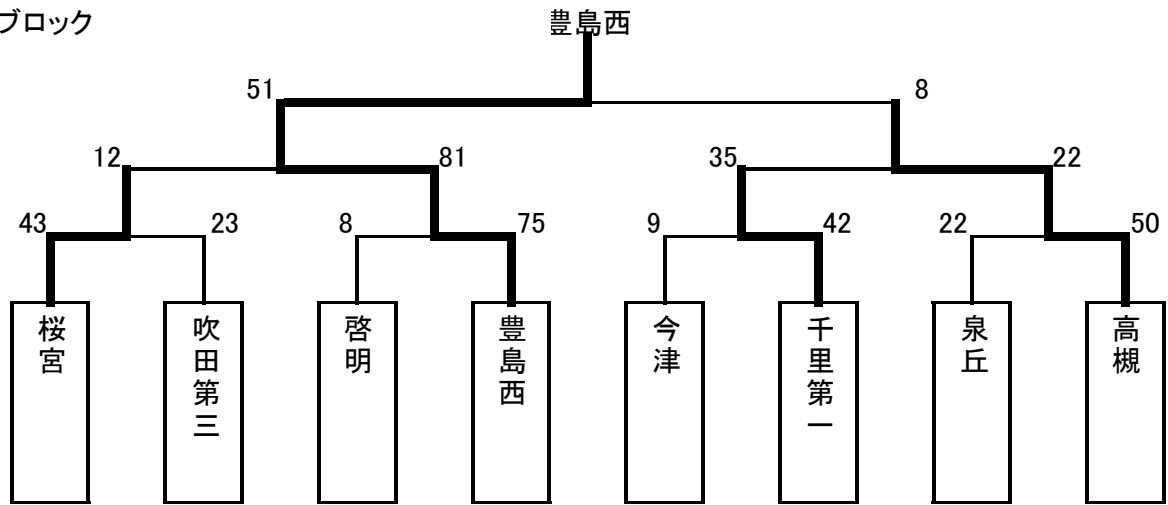 ブロック
豊島西
51 8
12 81 35 22
43 23 8 75 9 42 22 50
桜宮
吹田第三
啓明
豊島西
今津
千里第一
泉丘
高槻